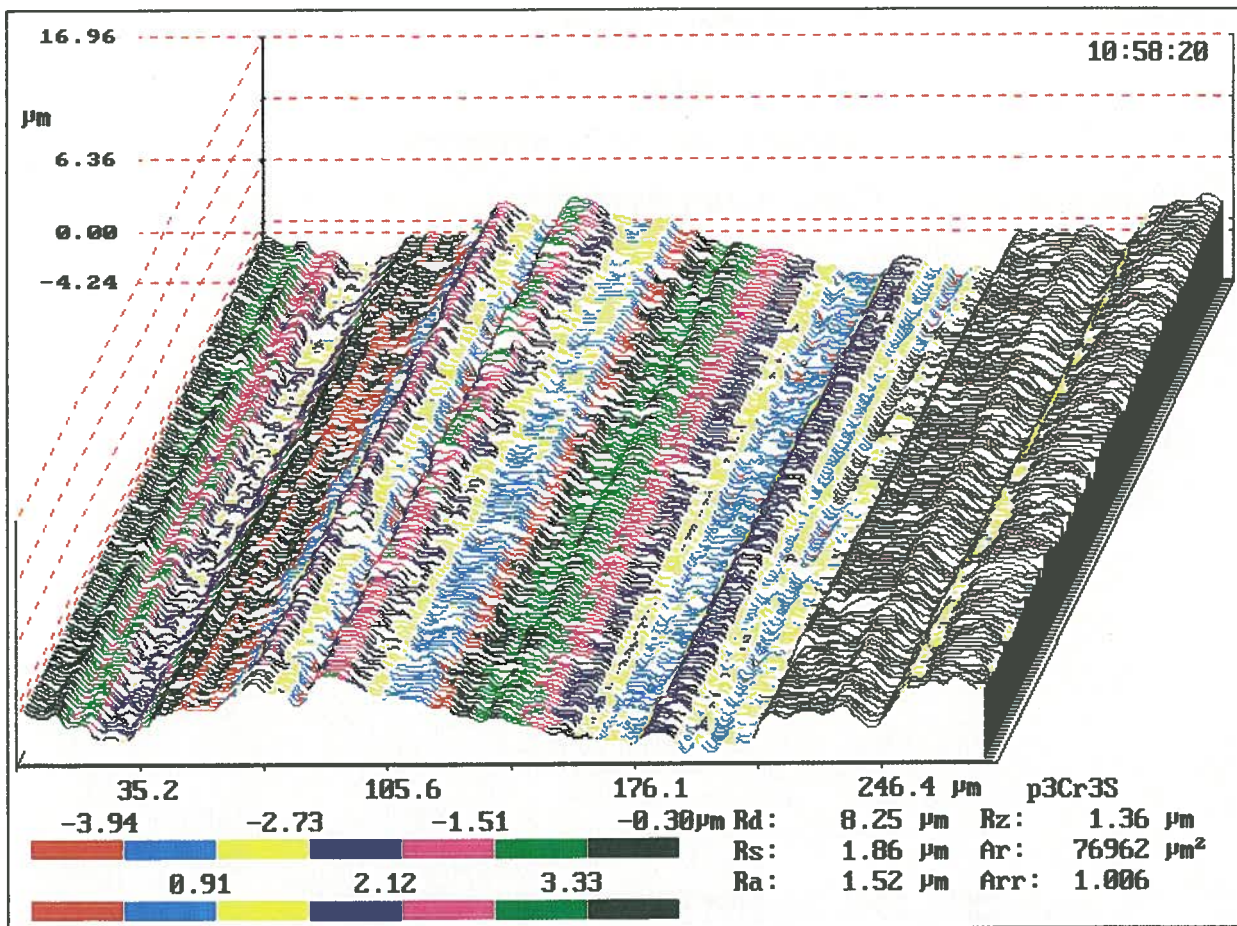 16.96
10:58:20
µm
6.36
0.00
-4.24
35.2 105.6 176.1 246.4 µm p3Cr3S
-3.94 -2.73 -1.51 -0.30µm Rd: 8.25 µm Rz: 1.36 µm
Rs: 1.86 µm Ar: 76962 µm²
0.91 2.12 3.33 Ra: 1.52 µm Arr: 1.006